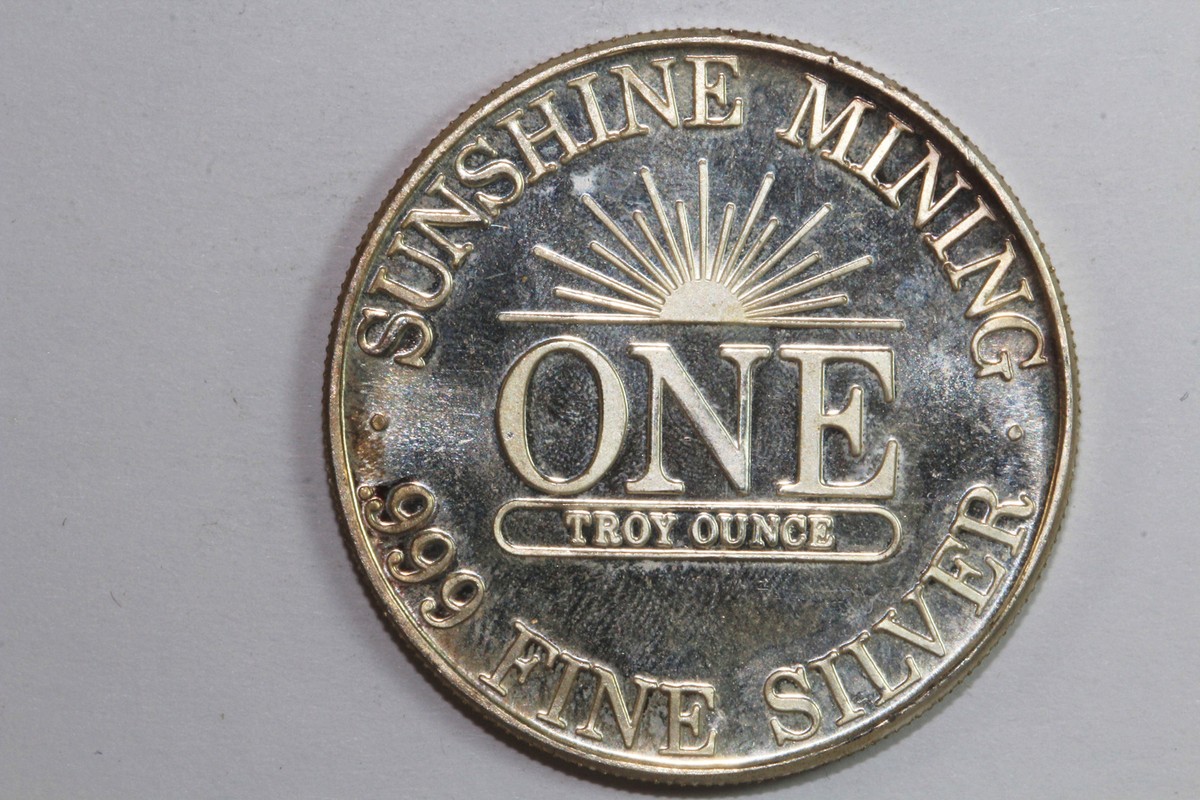 SUNSHINE MINING
ONE
TROY OUNCE
.999 FINE SILVER